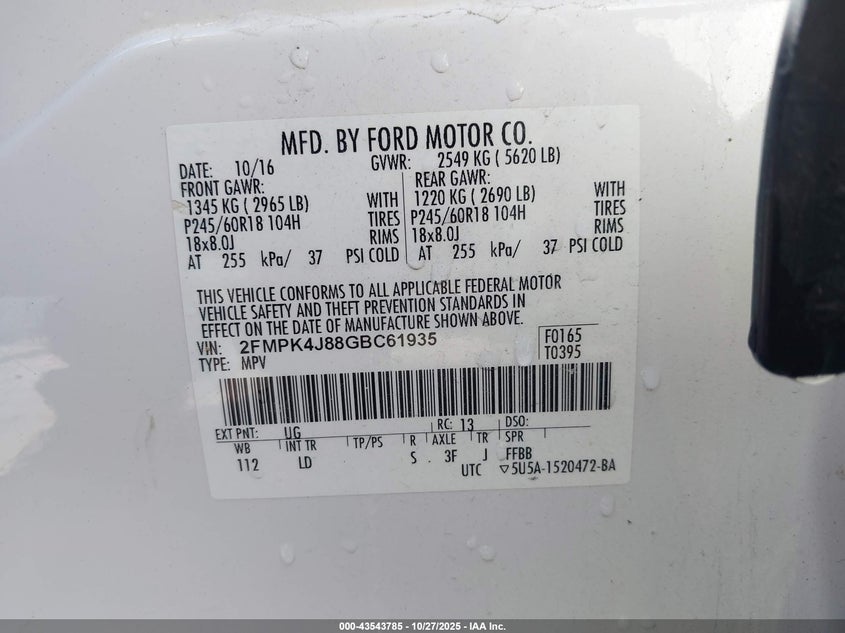 MFD. BY FORD MOTOR CO.
DATE: 10/16 GVWR: 2549 KG ( 5620 LB)
FRONT GAWR: REAR GAWR:
1345 KG ( 2965 LB) WITH 1220 KG ( 2690 LB) WITH
P245/60R18 104H TIRES P245/60R18 104H TIRES
18x8.0J RIMS 18x8.0J RIMS
AT 255 kPa/ 37 PSI COLD AT 255 kPa/ 37 PSI COLD
THIS VEHICLE CONFORMS TO ALL APPLICABLE FEDERAL MOTOR
VEHICLE SAFETY AND THEFT PREVENTION STANDARDS IN
EFFECT ON THE DATE OF MANUFACTURE SHOWN ABOVE.
VIN: 2FMPK4J88GBC61935 F0165
TYPE: MPV T0395
EXT PNT: UG RC: 13 DSO:
WB INT TR TP/PS R AXLE TR SPR
112 LD S . 3F J FFBB
UTC ▽5U5A-1520472-BA
000-43543785 - 10/27/2025 - IAA Inc.